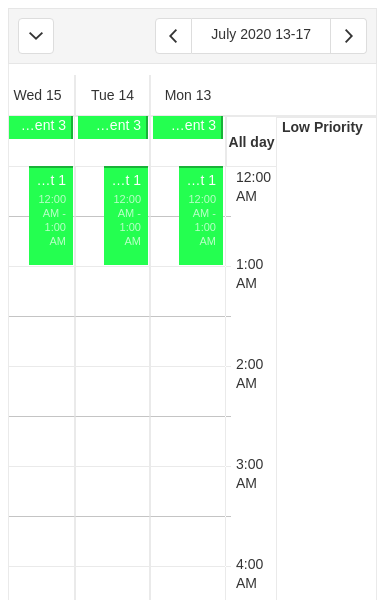 July 2020 13-17
Wed 15
Tue 14
Mon 13
…ent 3
…ent 3
…ent 3
All day
Low Priority
…t 1
12:00
AM -
1:00
AM
…t 1
12:00
AM -
1:00
AM
…t 1
12:00
AM -
1:00
AM
12:00
AM
1:00
AM
2:00
AM
3:00
AM
4:00
AM